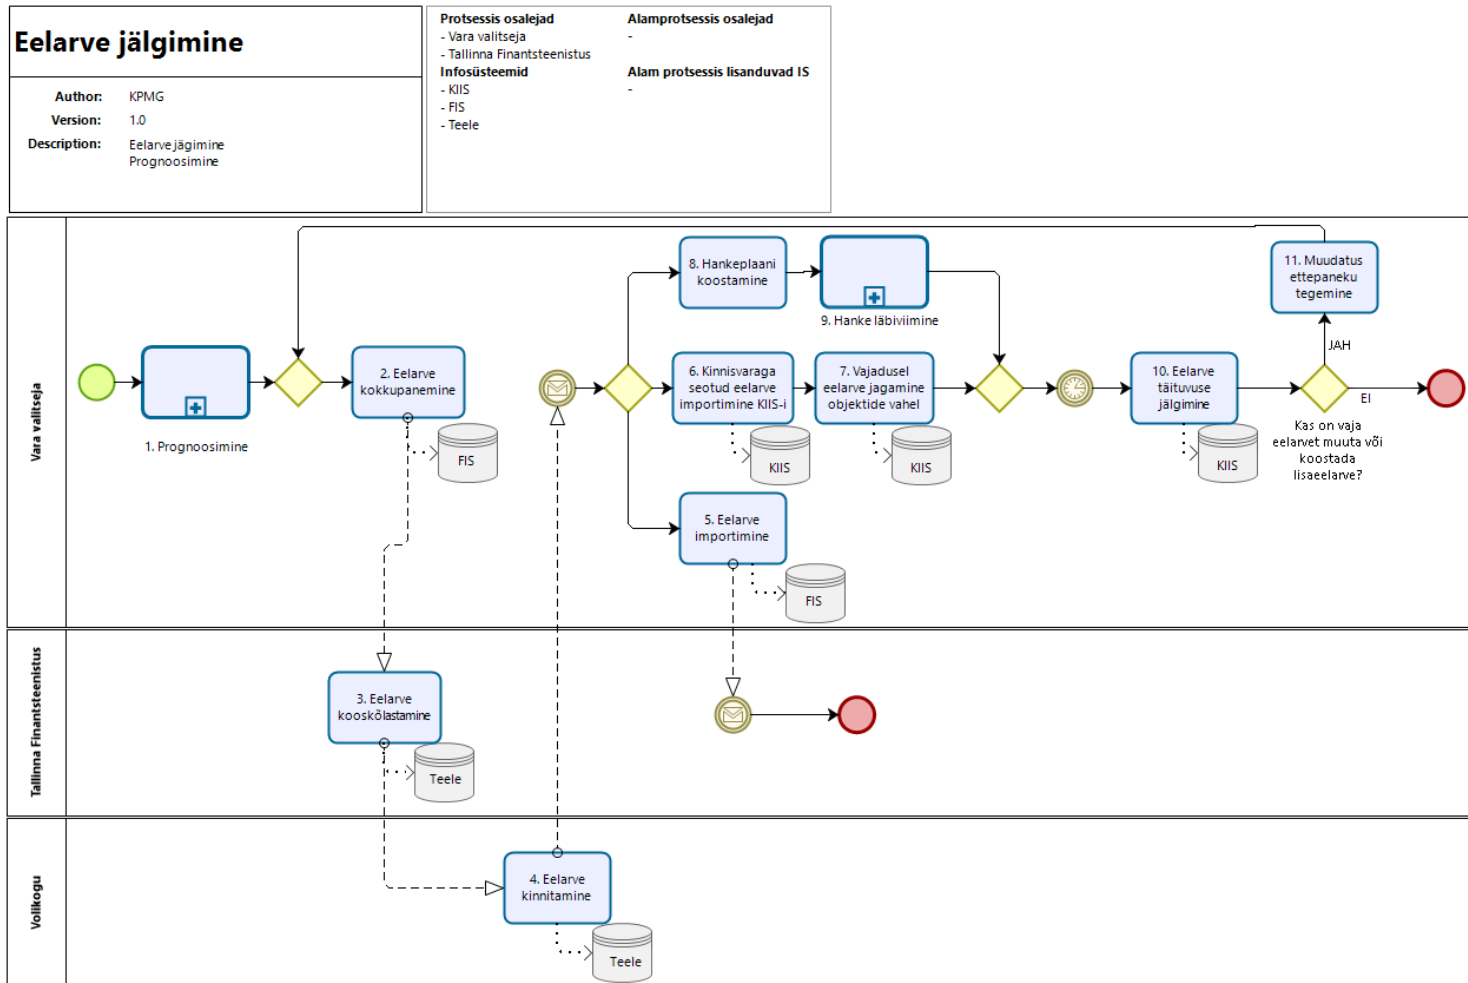 Eelarve jälgimine
Author: KPMG
Version: 1.0
Description: Eelarve jägimine
Prognoosimine
Protsessis osalejad
- Vara valitseja
- Tallinna Finantsteenistus
Infosüsteemid
- KIIS
- FIS
- Teele
Alamprotsessis osalejad
-
Alam protsessis lisanduvad IS
-
Vara valitseja
1. Prognoosimine
2. Eelarve
kokkupanemine
FIS
8. Hankeplaani
koostamine
9. Hanke läbiviimine
6. Kinnisvaraga
seotud eelarve
importimine KIIS-i
KIIS
7. Vajadusel
eelarve jagamine
objektide vahel
KIIS
5. Eelarve
importimine
FIS
10. Eelarve
täituvuse
jälgimine
KIIS
11. Muudatus
ettepaneku
tegemine
JAH
EI
Kas on vaja
eelarvet muuta või
koostada
lisaeelarve?
Tallinna Finantsteenistus
3. Eelarve
kooskõlastamine
Teele
Volikogu
4. Eelarve
kinnitamine
Teele